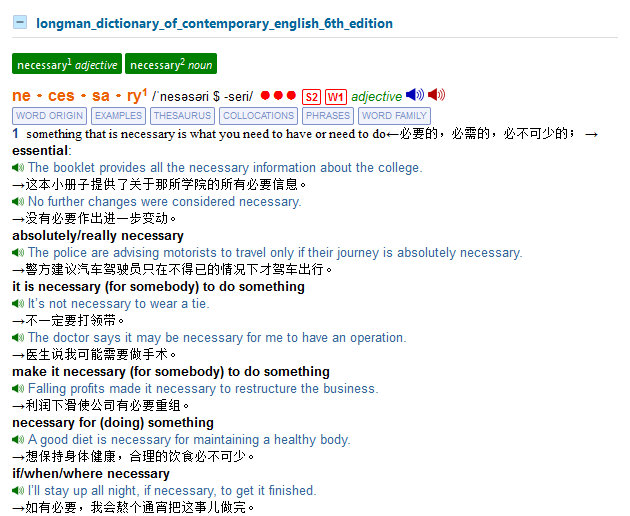 longman_dictionary_of_contemporary_english_6th_edition
necessary1 adjective necessary2 noun
ne • ces • sa • ry1 /ˈnesəsəri $ -seri/ ●●● S2 W1 adjective
WORD ORIGIN EXAMPLES THESAURUS COLLOCATIONS PHRASES WORD FAMILY
1 something that is necessary is what you need to have or need to do←必要的，必需的，必不可少的； →
essential:
The booklet provides all the necessary information about the college.
→这本小册子提供了关于那所学院的所有必要信息。
No further changes were considered necessary.
→没有必要作出进一步变动。
absolutely/really necessary
The police are advising motorists to travel only if their journey is absolutely necessary.
→警方建议汽车驾驶员只在不得已的情况下才驾车出行。
it is necessary (for somebody) to do something
It's not necessary to wear a tie.
→不一定要打领带。
The doctor says it may be necessary for me to have an operation.
→医生说我可能需要做手术。
make it necessary (for somebody) to do something
Falling profits made it necessary to restructure the business.
→利润下滑使公司有必要重组。
necessary for (doing) something
A good diet is necessary for maintaining a healthy body.
→想保持身体健康，合理的饮食必不可少。
if/when/where necessary
I'll stay up all night, if necessary, to get it finished.
→如有必要，我会熬个通宵把这事儿做完。